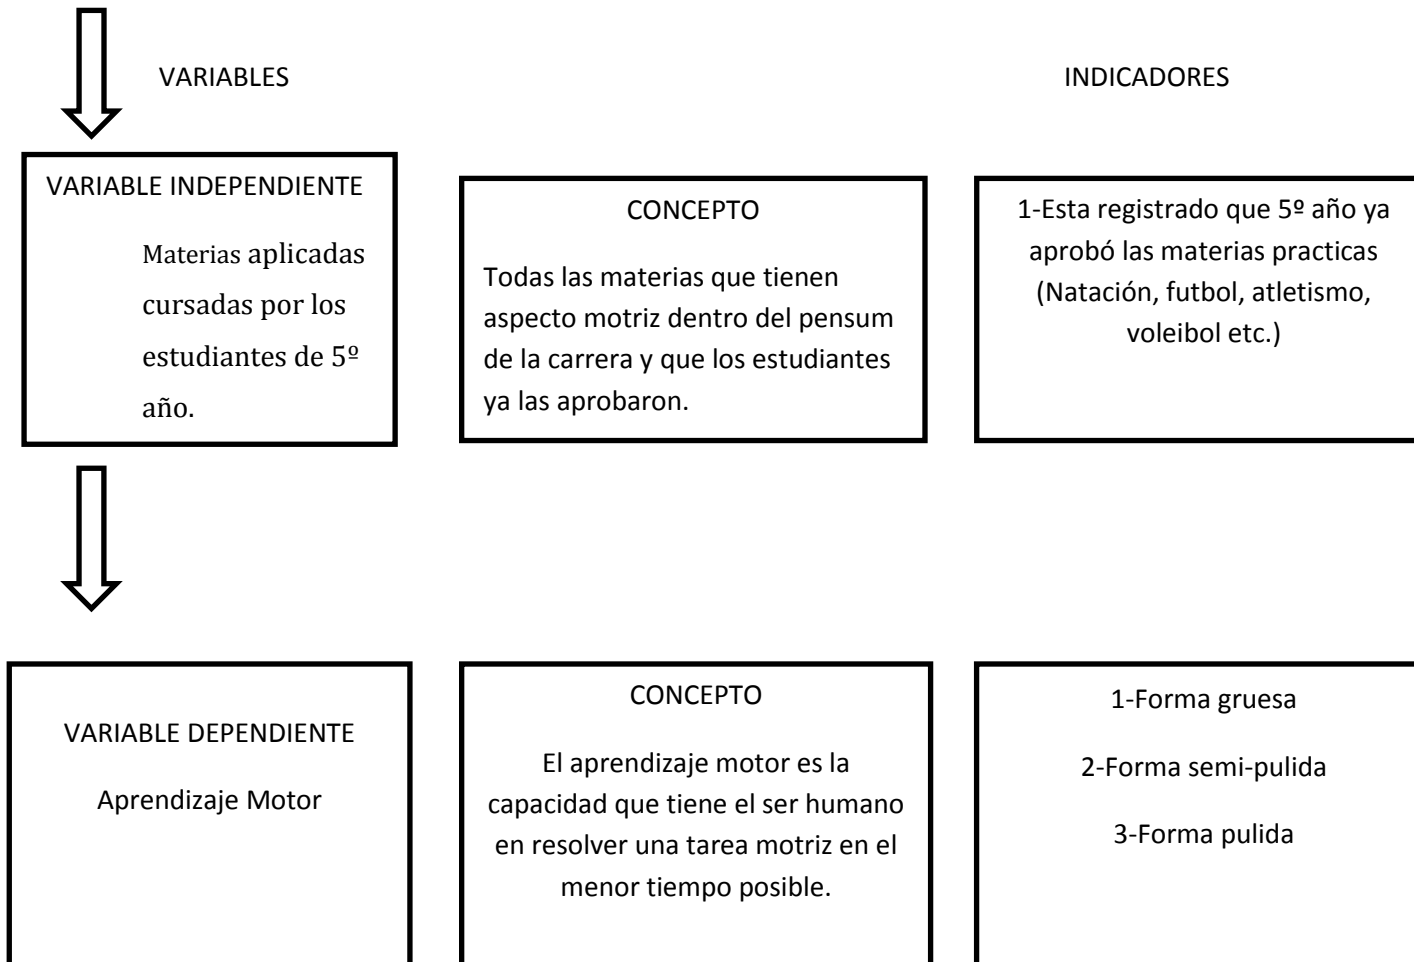 VARIABLES
INDICADORES
VARIABLE INDEPENDIENTE
Materias aplicadas
cursadas por los
estudiantes de 5º
año.
CONCEPTO
Todas las materias que tienen
aspecto motriz dentro del pensum
de la carrera y que los estudiantes
ya las aprobaron.
1-Esta registrado que 5º año ya
aprobó las materias practicas
(Natación, futbol, atletismo,
voleibol etc.)
VARIABLE DEPENDIENTE
Aprendizaje Motor
CONCEPTO
El aprendizaje motor es la
capacidad que tiene el ser humano
en resolver una tarea motriz en el
menor tiempo posible.
1-Forma gruesa
2-Forma semi-pulida
3-Forma pulida